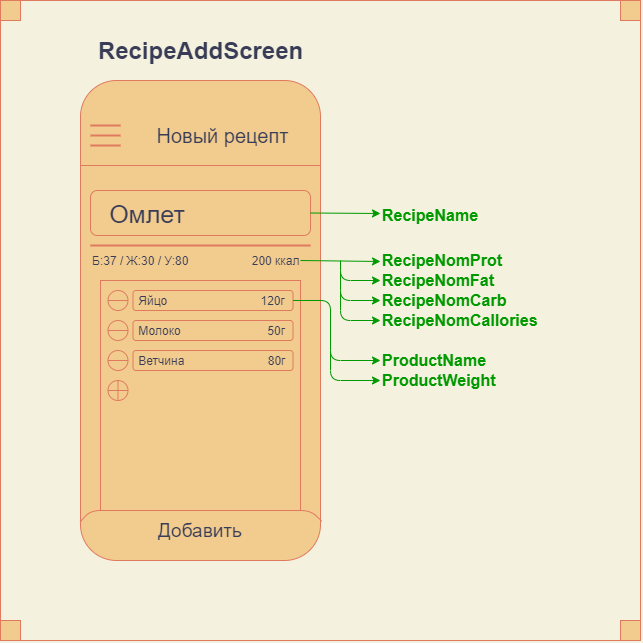 RecipeAddScreen
Новый рецепт
Омлет
RecipeName
Б:37 / Ж:30 / У:80 200 ккал
RecipeNomProt
RecipeNomFat
RecipeNomCarb
RecipeNomCallories
Яйцо 120г
Молоко 50г
Ветчина 80г
ProductName
ProductWeight
Добавить